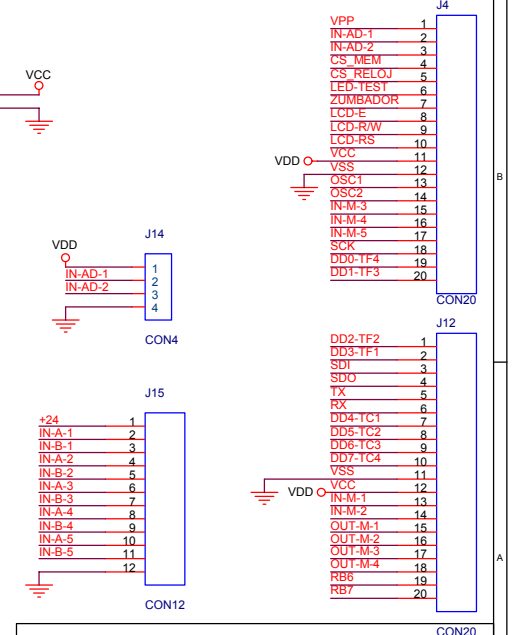 J4
VPP 1
IN-AD-1 2
IN-AD-2 3
CS_MEM 4
CS_RELOJ 5
LED-TEST 6
ZUMBADOR 7
LCD-E 8
LCD-R/W 9
LCD-RS 10
VDD VCC 11
VSS 12
OSC1 13
OSC2 14
IN-M-3 15
IN-M-4 16
IN-M-5 17
SCK 18
DD0-TF4 19
DD1-TF3 20
CON20
VCC
B
J14
VDD
1
IN-AD-1 2
IN-AD-2 3
4
CON4
J12
DD2-TF2 1
DD3-TF1 2
SDI 3
SDO 4
TX 5
RX 6
DD4-TC1 7
DD5-TC2 8
DD6-TC3 9
DD7-TC4 10
VSS 11
VDD VCC 12
IN-M-1 13
IN-M-2 14
OUT-M-1 15
OUT-M-2 16
OUT-M-3 17
OUT-M-4 18
RB6 19
RB7 20
CON20
J15
+24 1
IN-A-1 2
IN-B-1 3
IN-A-2 4
IN-B-2 5
IN-A-3 6
IN-B-3 7
IN-A-4 8
IN-B-4 9
IN-A-5 10
IN-B-5 11
12
CON12
A